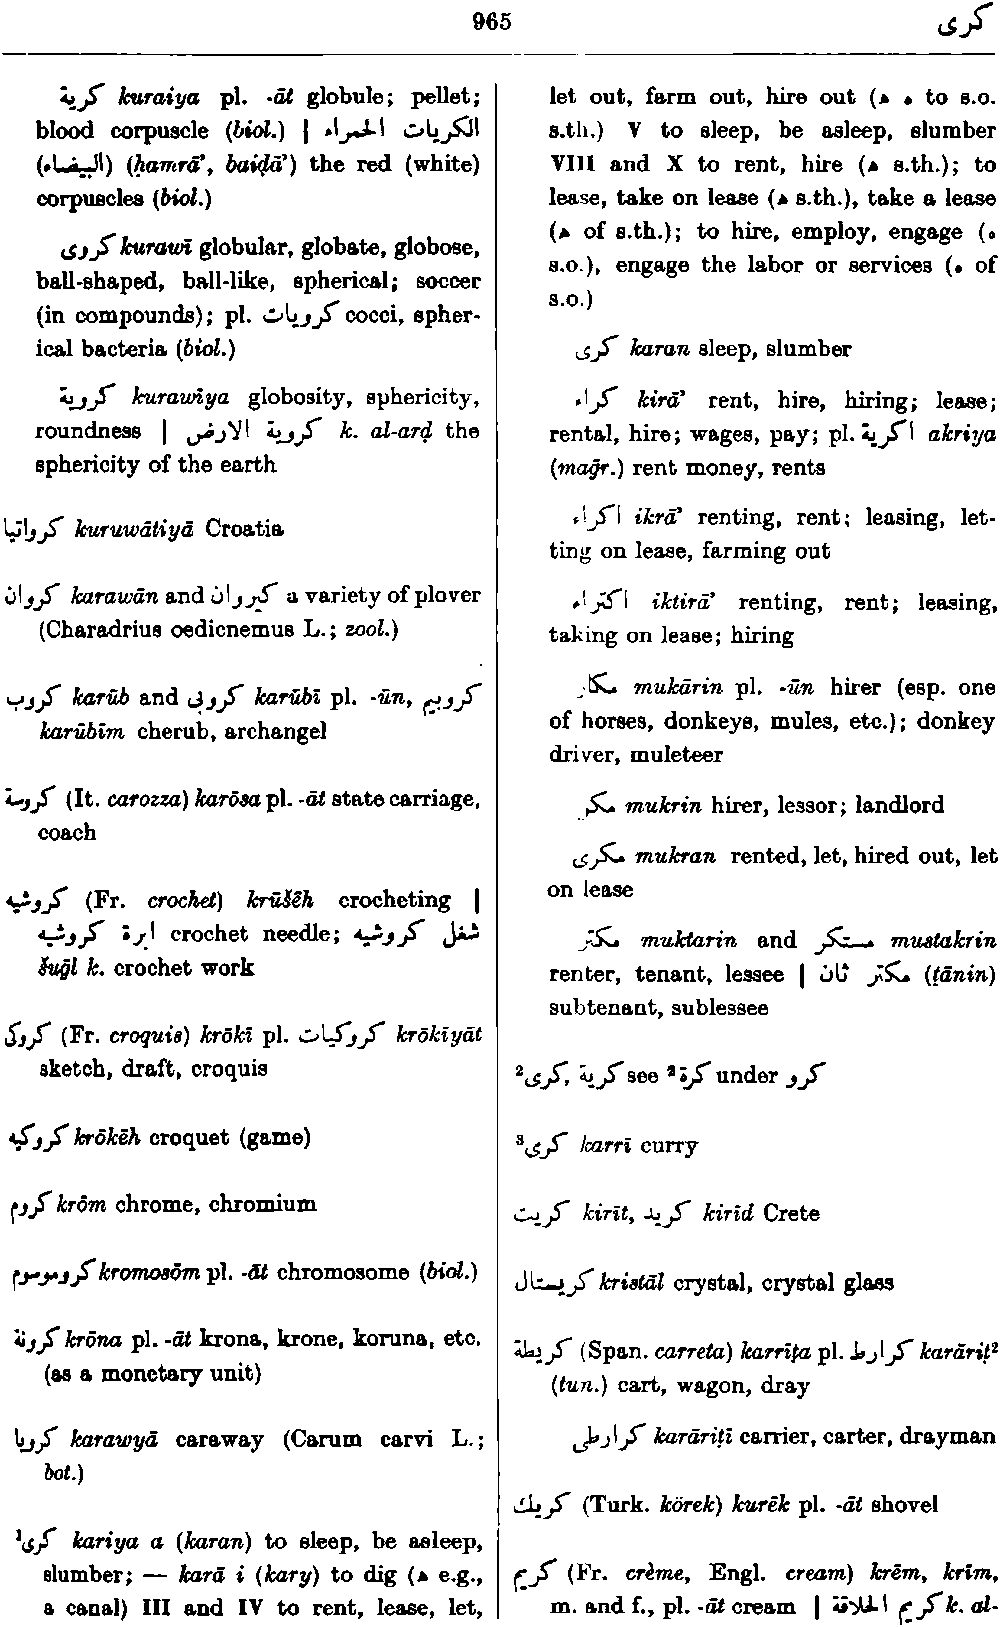 965
كرى
كرية kuraiya pl. -āt globule; pellet;
blood corpuscle (biol.) | الكريات الحمراء
(البيضاء) (ḥamrā’, baiḍā’) the red (white)
corpuscles (biol.)
كروى kurawī globular, globate, globose,
ball-shaped, ball-like, spherical; soccer
(in compounds); pl. كرويات cocci, spher-
ical bacteria (biol.)
كروية kurawīya globosity, sphericity,
roundness | كروية الارض k. al-arḍ the
sphericity of the earth
كرواتيا kuruwātiyā Croatia
كروان karawān and كيروان a variety of plover
(Charadrius oedicnemus L.; zool.)
كروب karūb and كروبى karūbī pl. -ūn, كروبيم
karūbīm cherub, archangel
كروسة (It. carozza) karōsa pl. -āt state carriage,
coach
كروشيه (Fr. crochet) krūšēh crocheting |
ابرة كروشيه crochet needle; شغل كروشيه
šuḡl k. crochet work
كروكى (Fr. croquis) krōkī pl. كروكيات krōkīyāt
sketch, draft, croquis
كروكيه krōkēh croquet (game)
كروم krōm chrome, chromium
كروموسوم kromosōm pl. -āt chromosome (biol.)
كرونة krōna pl. -āt krona, krone, koruna, etc.
(as a monetary unit)
كرويا karawyā caraway (Carum carvi L.;
bot.)
¹كرى kariya a (karan) to sleep, be asleep,
slumber; — karā i (kary) to dig (ﻫ e.g.,
a canal) III and IV to rent, lease, let,
let out, farm out, hire out (ﻫ ه to s.o.
s.th.) V to sleep, be asleep, slumber
VIII and X to rent, hire (ﻫ s.th.); to
lease, take on lease (ﻫ s.th.), take a lease
(ﻫ of s.th.); to hire, employ, engage (ه
s.o.), engage the labor or services (ه of
s.o.)
كرى karan sleep, slumber
كراء kirā’ rent, hire, hiring; lease;
rental, hire; wages, pay; pl. اكرية akriya
(maḡr.) rent money, rents
اكراء ikrā’ renting, rent; leasing, let-
ting on lease, farming out
اكتراء iktirā’ renting, rent; leasing,
taking on lease; hiring
مكار mukārin pl. -ūn hirer (esp. one
of horses, donkeys, mules, etc.); donkey
driver, muleteer
مكر mukrin hirer, lessor; landlord
مكرى mukran rented, let, hired out, let
on lease
مكتر muktarin and مستكر mustakrin
renter, tenant, lessee | مكتر ثان (ṯānin)
subtenant, sublessee
²كرى, كرية see ²كرة under كرو
³كرى karrī curry
كريت kirīt, كريد kirīd Crete
كريستال kristāl crystal, crystal glass
كريطة (Span. carreta) karrīṭa pl. كرارط karāriṭ²
(tun.) cart, wagon, dray
كرارطى karāriṭī carrier, carter, drayman
كريك (Turk. körek) kurēk pl. -āt shovel
كريم (Fr. crème, Engl. cream) krēm, krīm,
m. and f., pl. -āt cream | كريم الحلاقة k. al-